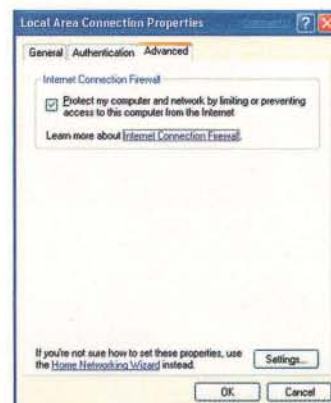 Local Area Connection Properties
General Authentication Advanced
Internet Connection Firewall
Protect my computer and network by limiting or preventing
access to this computer from the Internet
Learn more about Internet Connection Firewall.
If you're not sure how to set these properties, use
the Home Networking Wizard instead.
Settings...
OK Cancel